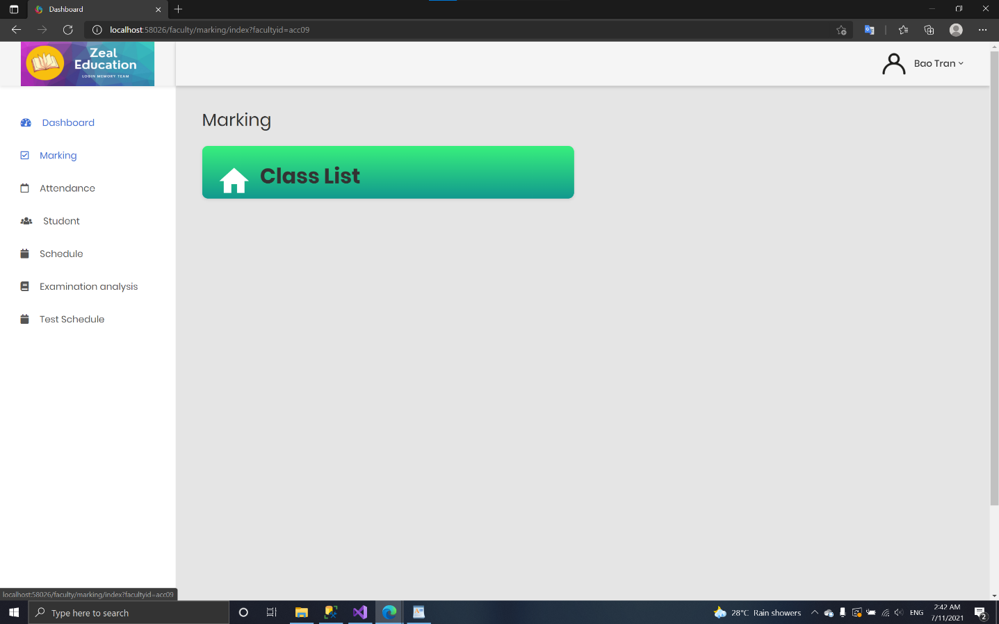 Dashboard
localhost:58026/faculty/marking/index?facultyid=acc09
Zeal
Education
LOGIN MEMORY TEAM
Bao Tran
Dashboard
Marking
Attendance
Student
Schedule
Examination analysis
Test Schedule
Marking
Class List
localhost:58026/faculty/marking/index?facultyid=acc09
Type here to search
28°C Rain showers
ENG
2:42 AM
7/11/2021
2